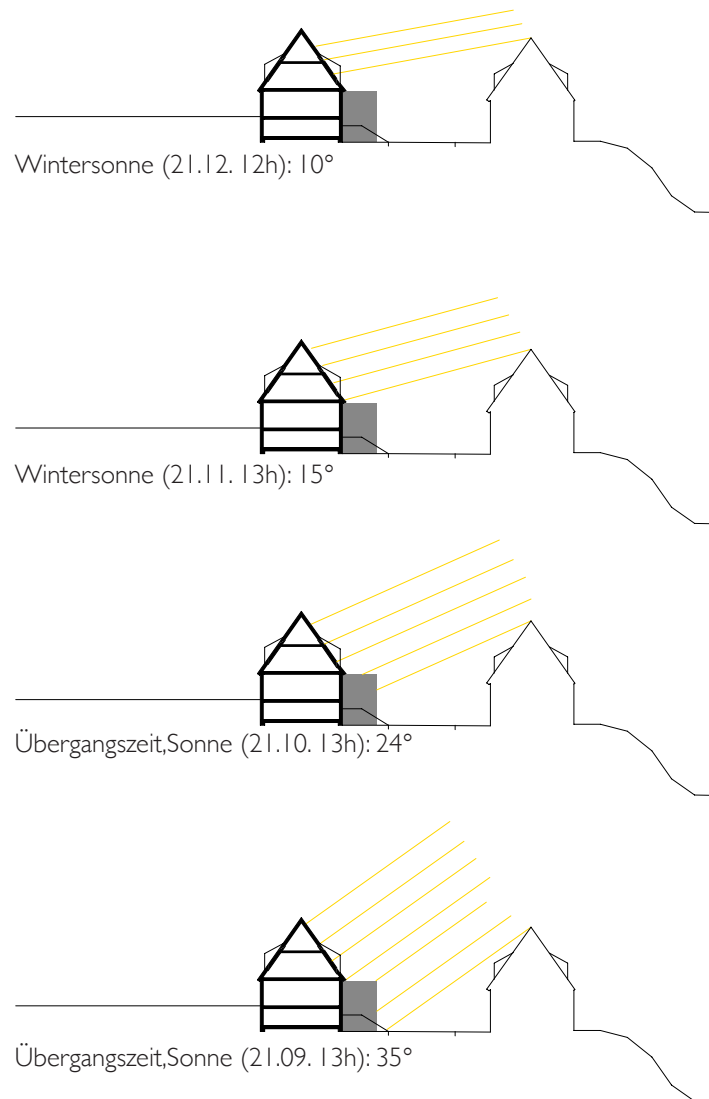 Wintersonne (21.12. 12h): 10°
Wintersonne (21.11. 13h): 15°
Übergangszeit,Sonne (21.10. 13h): 24°
Übergangszeit,Sonne (21.09. 13h): 35°